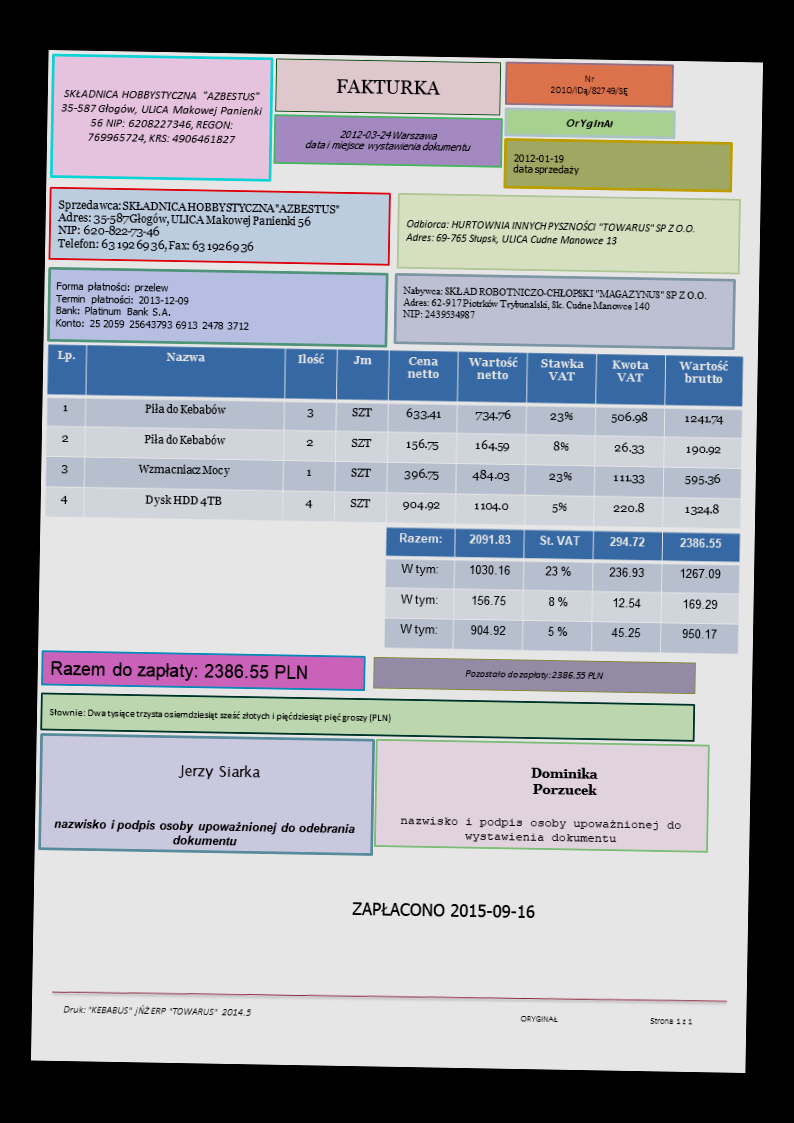 SKŁADNICA HOBBYSTYCZNA "AZBESTUS"
35-587 Głogów, ULICA Makowej Panienki
56 NIP: 6208227346, REGON:
769965724, KRS: 4906461827
FAKTURKA
2012-03-24 Warszawa
data i miejsce wystawienia dokumentu
Nr
2010/IDą/82749/SĘ
OrYgInAł
2012-01-19
data sprzedaży
Sprzedawca: SKŁADNICA HOBBYSTYCZNA "AZBESTUS"
Adres: 35-587 Głogów, ULICA Makowej Panienki 56
NIP: 620-822-73-46
Telefon: 63 192 69 36, Fax: 63 192 69 36
Odbiorca: HURTOWNIA INNYCH PYSZNOŚCI "TOWARUS" SP Z O.O.
Adres: 69-765 Słupsk, ULICA Cudne Manowce 13
Forma płatności: przelew
Termin płatności: 2013-12-09
Bank: Platinum Bank S.A.
Konto: 25 2059 25643793 6913 2478 3712
Nabywca: SKŁAD ROBOTNICZO-CHŁOPSKI "MAGAZYNUS" SP Z O.O.
Adres: 62-917 Piotrków Trybunalski, Sk. Cudne Manowce 140
NIP: 2439534987
Lp. Nazwa Ilość Jm Cena netto Wartość netto Stawka VAT Kwota VAT Wartość brutto
1 Piła do Kebabów 3 SZT 633.41 734.76 23% 506.98 1241.74
2 Piła do Kebabów 2 SZT 156.75 164.59 8% 26.33 190.92
3 Wzmacniacz Mocy 1 SZT 396.75 484.03 23% 111.33 595.36
4 Dysk HDD 4TB 4 SZT 904.92 1104.0 5% 220.8 1324.8
Razem: 2091.83 St. VAT 294.72 2386.55
W tym: 1030.16 23 % 236.93 1267.09
W tym: 156.75 8 % 12.54 169.29
W tym: 904.92 5 % 45.25 950.17
Razem do zapłaty: 2386.55 PLN
Pozostało do zapłaty: 2386.55 PLN
Słownie: Dwa tysiące trzysta osiemdziesiąt sześć złotych i pięćdziesiąt pięć groszy (PLN)
Jerzy Siarka
nazwisko i podpis osoby upoważnionej do odebrania
dokumentu
Dominika
Porzucek
nazwisko i podpis osoby upoważnionej do
wystawienia dokumentu
ZAPŁACONO 2015-09-16
Druk: "KEBABUS" jŃŻ ERP "TOWARUS" 2014.5
ORYGINAŁ
Strona 1 z 1